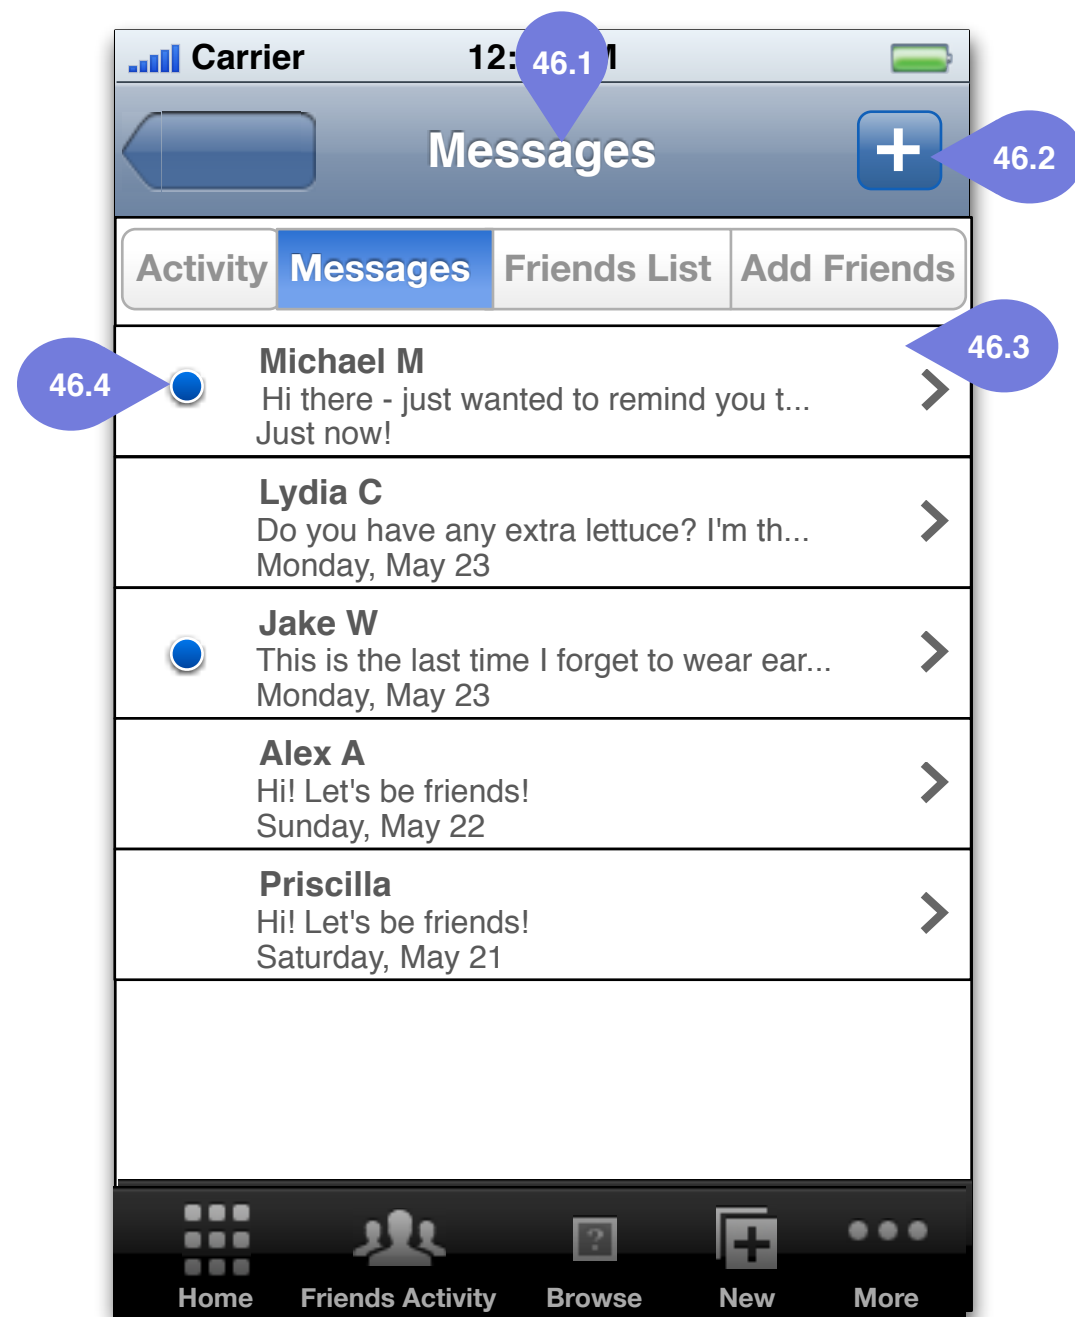 Carrier 12: M
46.1
Messages
+
46.2
Activity Messages Friends List Add Friends
46.3
46.4
Michael M
Hi there - just wanted to remind you t...
Just now!
Lydia C
Do you have any extra lettuce? I'm th...
Monday, May 23
Jake W
This is the last time I forget to wear ear...
Monday, May 23
Alex A
Hi! Let's be friends!
Sunday, May 22
Priscilla
Hi! Let's be friends!
Saturday, May 21
?
Home Friends Activity Browse New More